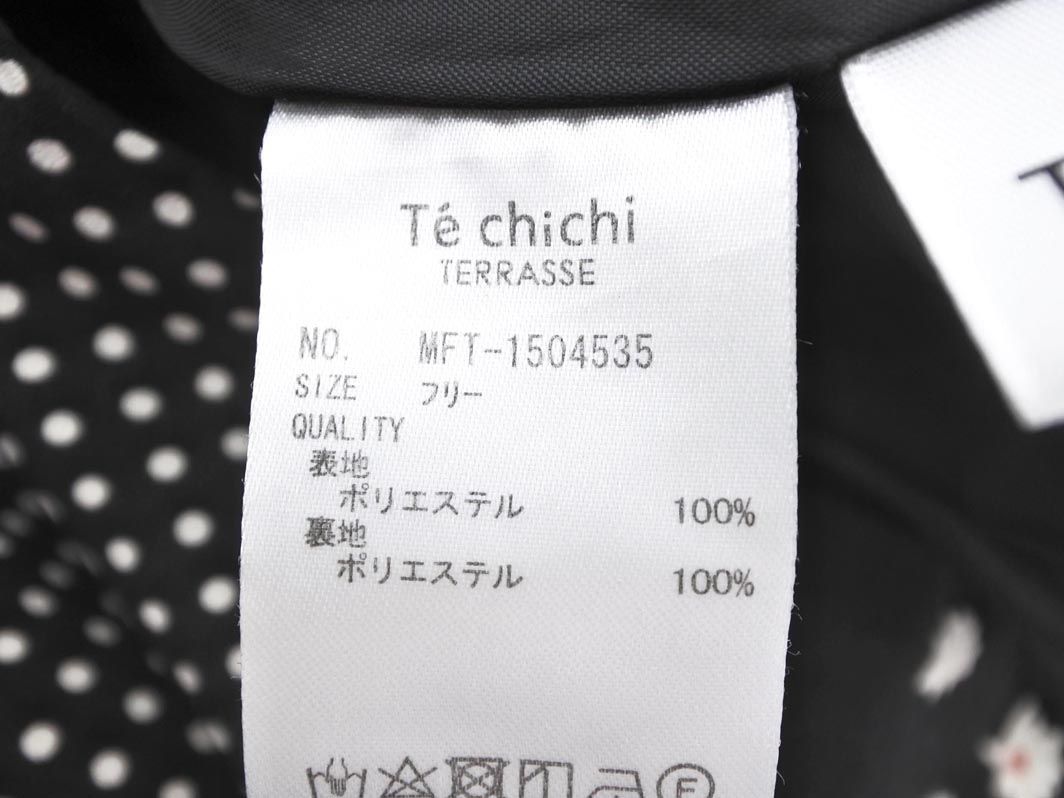 Té chichi
TERRASSE
NO. MFT-1504535
SIZE フリー
QUALITY
表地
ポリエステル 100%
裏地
ポリエステル 100%
F